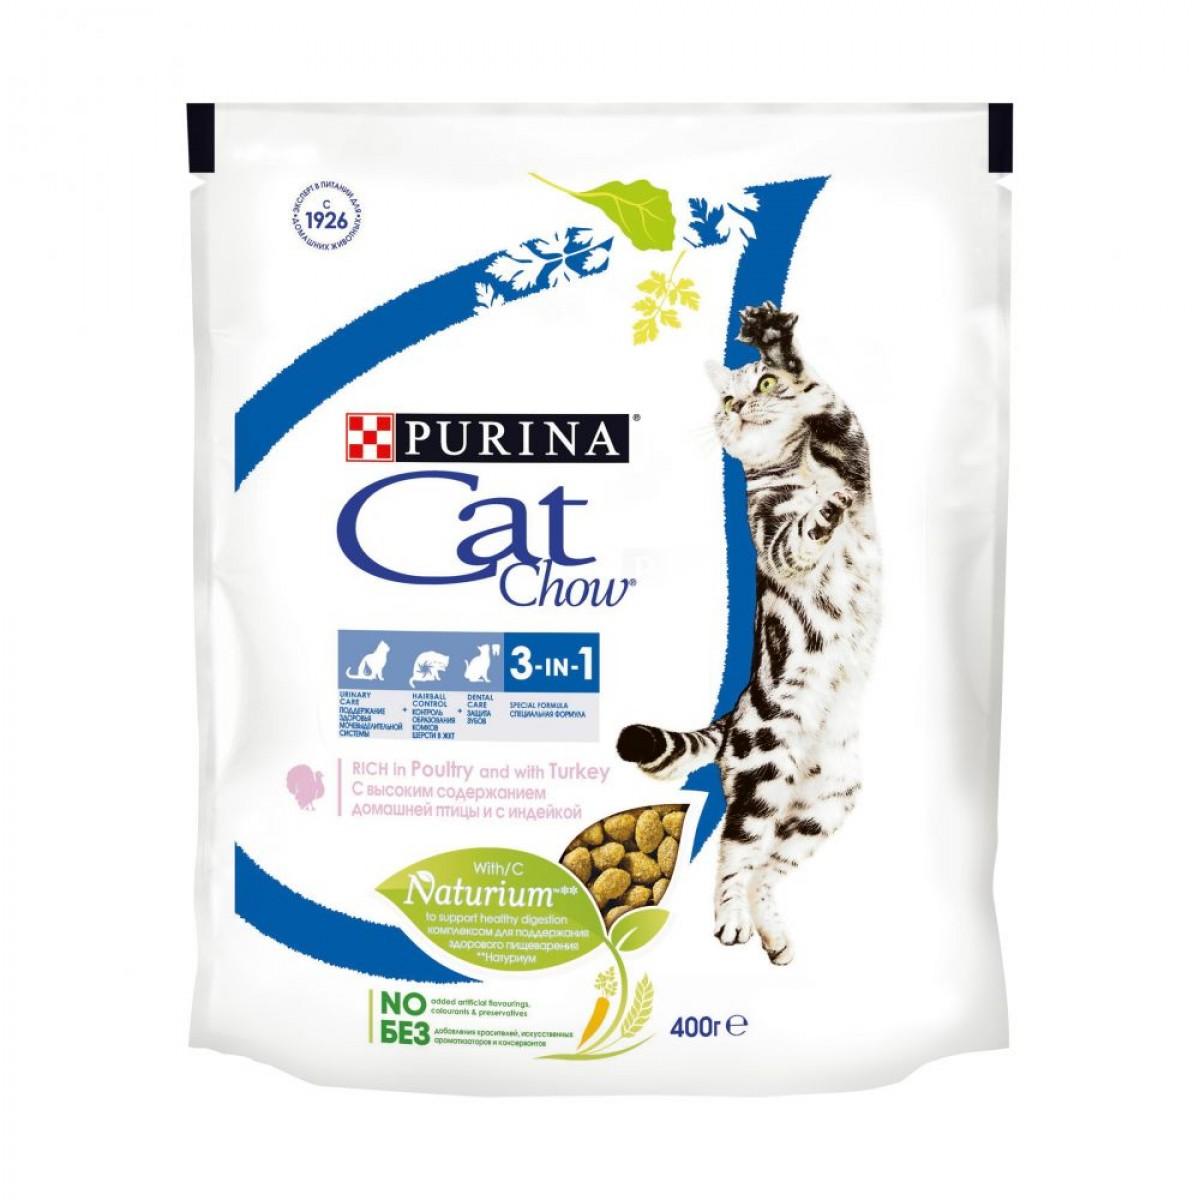 • ЭКСПЕРТ В ПИТАНИИ ДЛЯ • ДОМАШНИХ ЖИВОТНЫХ
С
1926
PURINA®
Cat
Chow®
3-IN-1
URINARY
CARE
ПОДДЕРЖАНИЕ
ЗДОРОВЬЯ
МОЧЕВЫДЕЛИТЕЛЬНОЙ
СИСТЕМЫ
+
HAIRBALL
CONTROL
КОНТРОЛЬ
ОБРАЗОВАНИЯ
КОМКОВ
ШЕРСТИ В ЖКТ
+
DENTAL
CARE
ЗАЩИТА
ЗУБОВ
SPECIAL FORMULA
СПЕЦИАЛЬНАЯ ФОРМУЛА
RICH in Poultry and with Turkey
С высоким содержанием
домашней птицы и с индейкой
With/С
Naturium™**
to support healthy digestion
комплексом для поддержания
здорового пищеварения
**Натуриум
NO added artificial flavourings,
colourants & preservatives
БЕЗ добавления красителей, искусственных
ароматизаторов и консервантов
400г e